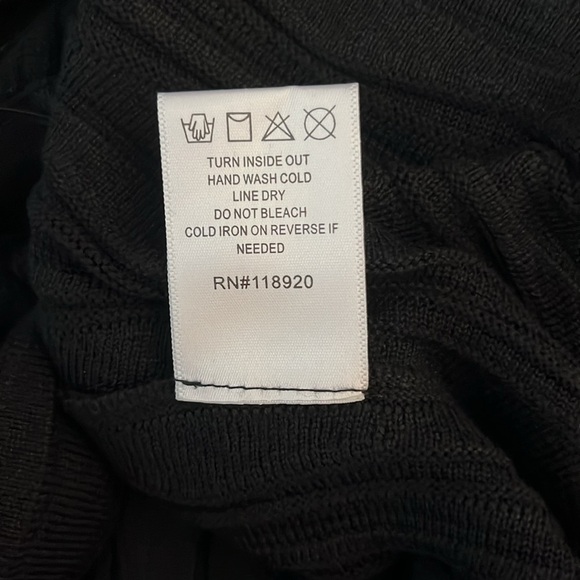 TURN INSIDE OUT
HAND WASH COLD
LINE DRY
DO NOT BLEACH
COLD IRON ON REVERSE IF
NEEDED
RN#118920